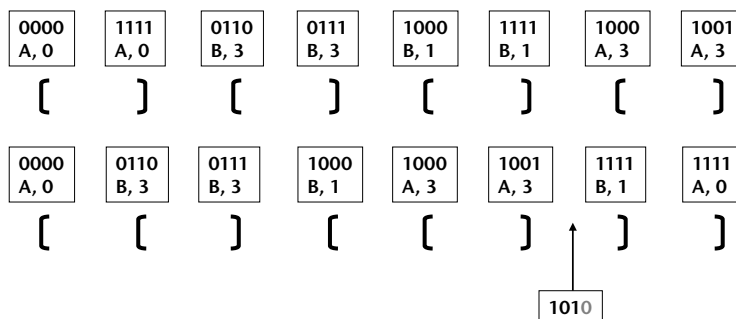 0000 1111 0110 0111 1000 1111 1000 1001
A, 0 A, 0 B, 3 B, 3 B, 1 B, 1 A, 3 A, 3
[ ] [ ] [ ] [ ]
0000 0110 0111 1000 1000 1001 1111 1111
A, 0 B, 3 B, 3 B, 1 A, 3 A, 3 B, 1 A, 0
[ [ ] [ [ ] ] ]
1010